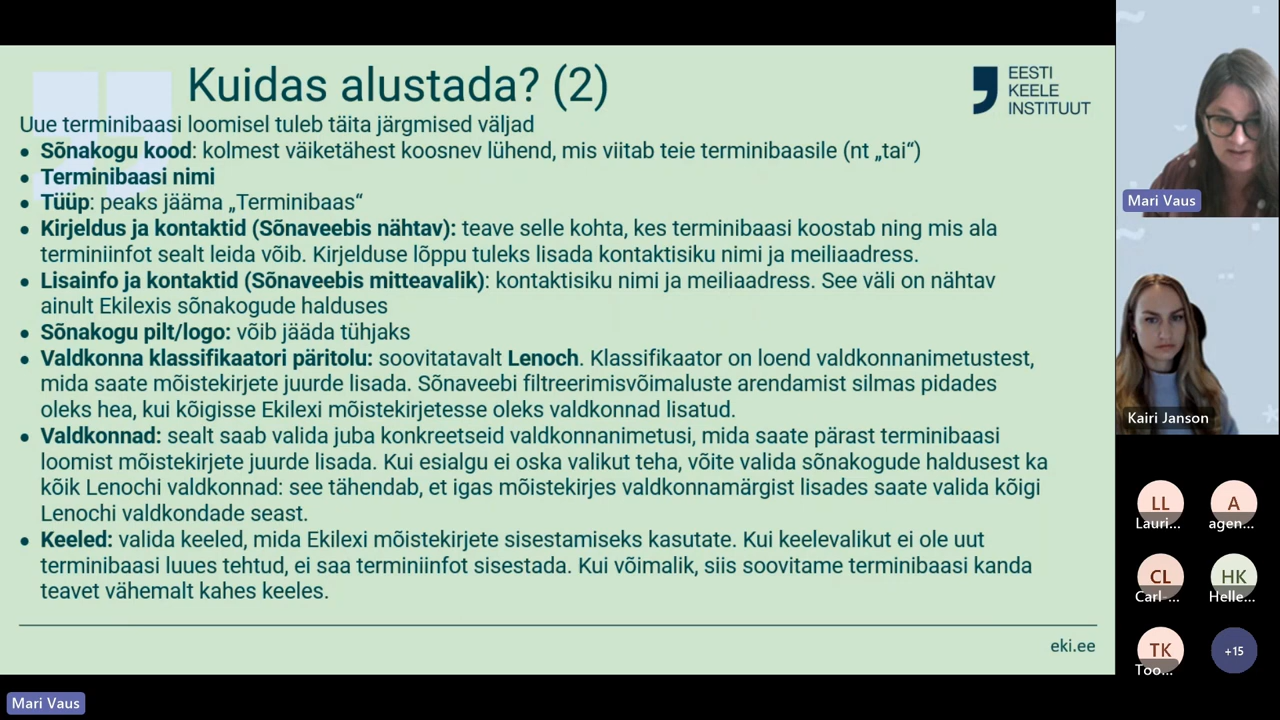 Kuidas alustada? (2)
EESTI
KEELE
INSTITUUT
Uue terminibaasi loomisel tuleb täita järgmised väljad
• Sõnakogu kood: kolmest väiketähest koosnev lühend, mis viitab teie terminibaasile (nt „tai“)
• Terminibaasi nimi
• Tüüp: peaks jääma „Terminibaas“
• Kirjeldus ja kontaktid (Sõnaveebis nähtav): teave selle kohta, kes terminibaasi koostab ning mis ala
terminiinfot sealt leida võib. Kirjelduse lõppu tuleks lisada kontaktisiku nimi ja meiliaadress.
• Lisainfo ja kontaktid (Sõnaveebis mitteavalik): kontaktisiku nimi ja meiliaadress. See väli on nähtav
ainult Ekilexis sõnakogude halduses
• Sõnakogu pilt/logo: võib jääda tühjaks
• Valdkonna klassifikaatori päritolu: soovitatavalt Lenoch. Klassifikaator on loend valdkonnanimetustest,
mida saate mõistekirjete juurde lisada. Sõnaveebi filtreerimisvõimaluste arendamist silmas pidades
oleks hea, kui kõigisse Ekilexi mõistekirjetesse oleks valdkonnad lisatud.
• Valdkonnad: sealt saab valida juba konkreetseid valdkonnanimetusi, mida saate pärast terminibaasi
loomist mõistekirjete juurde lisada. Kui esialgu ei oska valikut teha, võite valida sõnakogude haldusest ka
kõik Lenochi valdkonnad: see tähendab, et igas mõistekirjes valdkonnamärgist lisades saate valida kõigi
Lenochi valdkondade seast.
• Keeled: valida keeled, mida Ekilexi mõistekirjete sisestamiseks kasutate. Kui keelevalikut ei ole uut
terminibaasi luues tehtud, ei saa terminiinfot sisestada. Kui võimalik, siis soovitame terminibaasi kanda
teavet vähemalt kahes keeles.
eki.ee
Mari Vaus
Mari Vaus
Kairi Janson
LL
Lauri...
A
agen...
CL
Carl-...
HK
Helle...
TK
Too...
+15